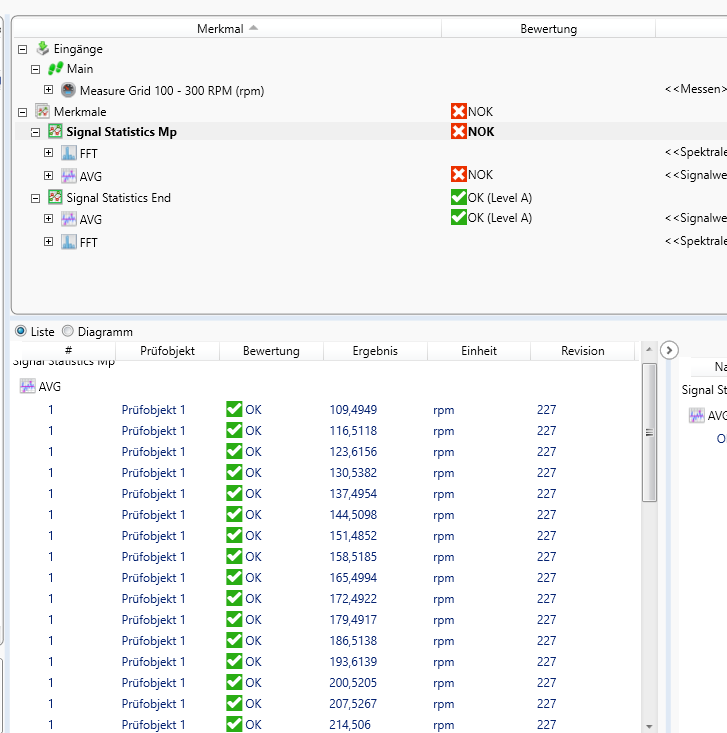 Merkmal Bewertung
Eingänge
Main
Measure Grid 100 - 300 RPM (rpm) <<Messen>
Merkmale NOK
Signal Statistics Mp NOK
FFT <<Spektrale
AVG NOK <<Signalwe
Signal Statistics End OK (Level A)
AVG OK (Level A) <<Signalwe
FFT <<Spektrale
Liste Diagramm
# Prüfobjekt Bewertung Ergebnis Einheit Revision Na
Signal Statistics Mp Signal St
AVG AVG
1 Prüfobjekt 1 OK 109,4949 rpm 227
1 Prüfobjekt 1 OK 116,5118 rpm 227
1 Prüfobjekt 1 OK 123,6156 rpm 227
1 Prüfobjekt 1 OK 130,5382 rpm 227
1 Prüfobjekt 1 OK 137,4954 rpm 227
1 Prüfobjekt 1 OK 144,5098 rpm 227
1 Prüfobjekt 1 OK 151,4852 rpm 227
1 Prüfobjekt 1 OK 158,5185 rpm 227
1 Prüfobjekt 1 OK 165,4994 rpm 227
1 Prüfobjekt 1 OK 172,4922 rpm 227
1 Prüfobjekt 1 OK 179,4917 rpm 227
1 Prüfobjekt 1 OK 186,5138 rpm 227
1 Prüfobjekt 1 OK 193,6139 rpm 227
1 Prüfobjekt 1 OK 200,5205 rpm 227
1 Prüfobjekt 1 OK 207,5267 rpm 227
1 Prüfobjekt 1 OK 214,506 rpm 227